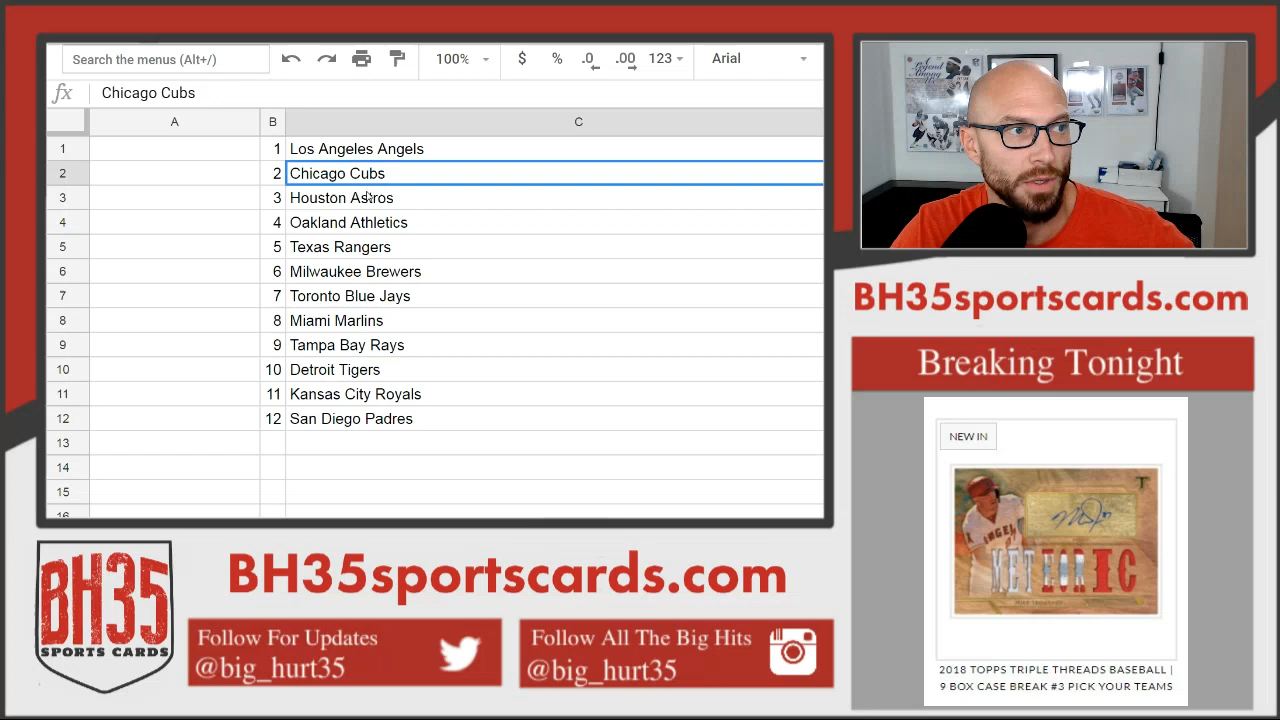 Search the menus (Alt+/)
100%
$ % .0 .00 123
Arial
fx Chicago Cubs
A B C
1 1 Los Angeles Angels
2 2 Chicago Cubs
3 3 Houston Astros
4 4 Oakland Athletics
5 5 Texas Rangers
6 6 Milwaukee Brewers
7 7 Toronto Blue Jays
8 8 Miami Marlins
9 9 Tampa Bay Rays
10 10 Detroit Tigers
11 11 Kansas City Royals
12 12 San Diego Padres
13
14
15
16
Legend
Among
BH35sportscards.com
Breaking Tonight
NEW IN
ANGELS
METEORIC
2018 TOPPS TRIPLE THREADS BASEBALL |
9 BOX CASE BREAK #3 PICK YOUR TEAMS
BH35
SPORTS CARDS
BH35sportscards.com
Follow For Updates
@big_hurt35
Follow All The Big Hits
@big_hurt35